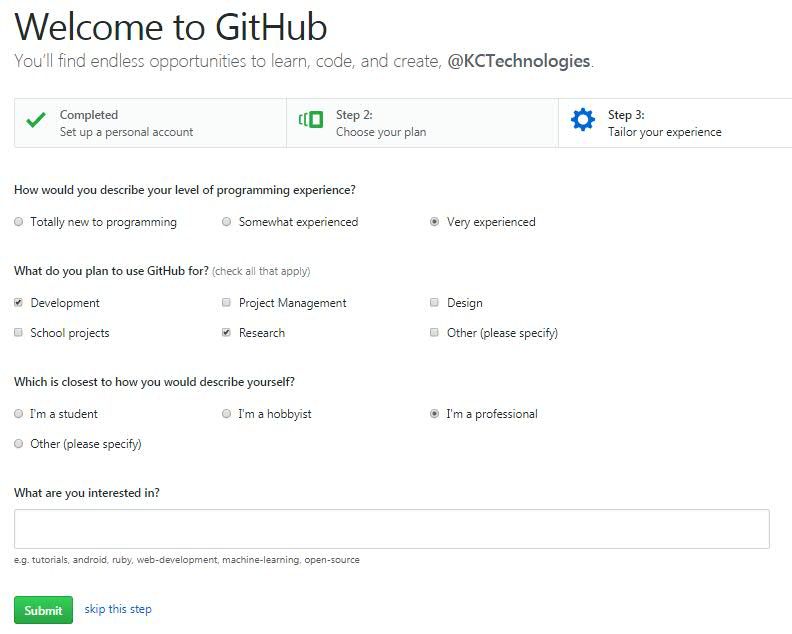 Welcome to GitHub
You'll find endless opportunities to learn, code, and create, @KCTechnologies.
Completed
Set up a personal account
Step 2:
Choose your plan
Step 3:
Tailor your experience
How would you describe your level of programming experience?
Totally new to programming Somewhat experienced Very experienced
What do you plan to use GitHub for? (check all that apply)
Development Project Management Design
School projects Research Other (please specify)
Which is closest to how you would describe yourself?
I'm a student I'm a hobbyist I'm a professional
Other (please specify)
What are you interested in?
e.g. tutorials, android, ruby, web-development, machine-learning, open-source
Submit skip this step